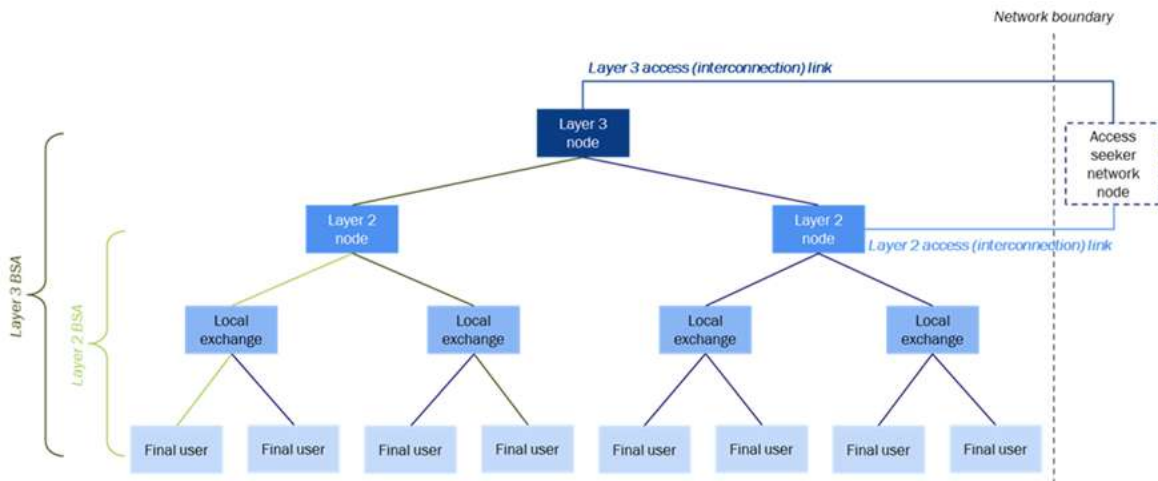 Network boundary
Layer 3 access (interconnection) link
Layer 3
node
Access
seeker
network
node
Layer 2
node
Layer 2
node
Layer 2 access (interconnection) link
Layer 3 BSA
Layer 2 BSA
Local
exchange
Local
exchange
Local
exchange
Local
exchange
Final user
Final user
Final user
Final user
Final user
Final user
Final user
Final user